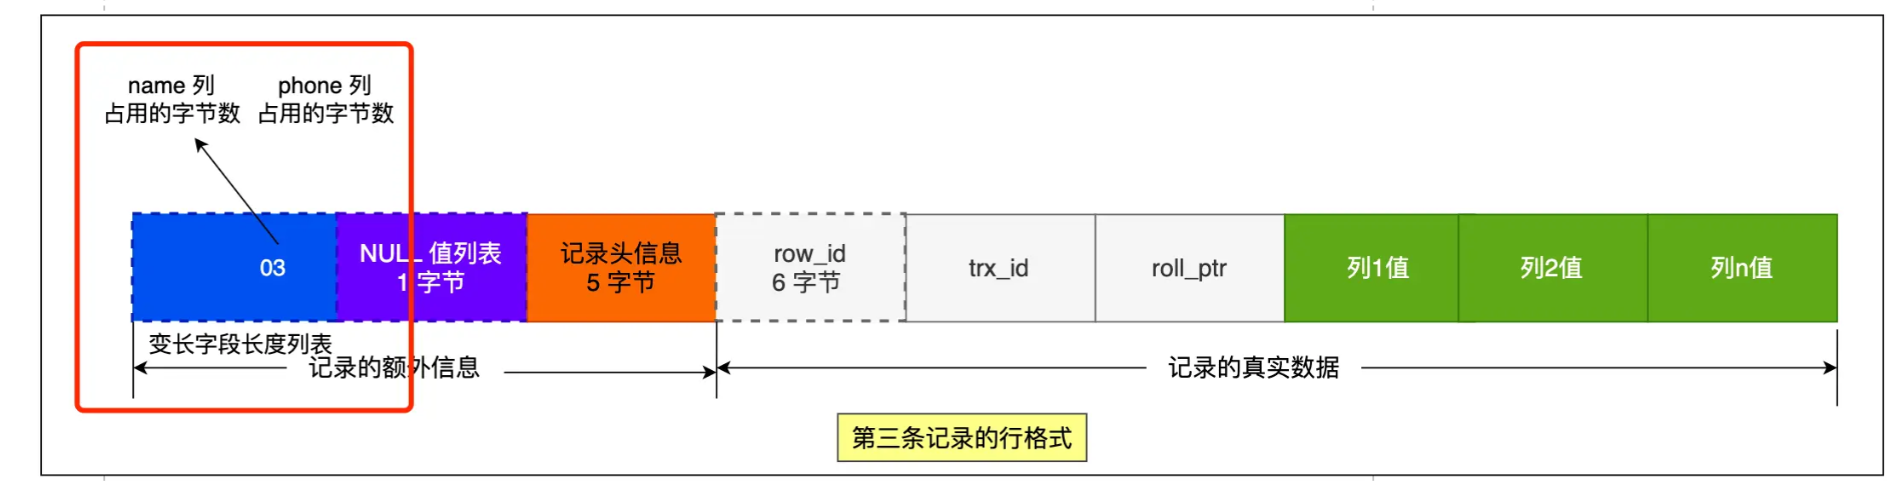 name 列
占用的字节数
phone 列
占用的字节数
03
NULL 值列表
1 字节
记录头信息
5 字节
row_id
6 字节
trx_id
roll_ptr
列1值
列2值
列n值
变长字段长度列表
记录的额外信息
记录的真实数据
第三条记录的行格式